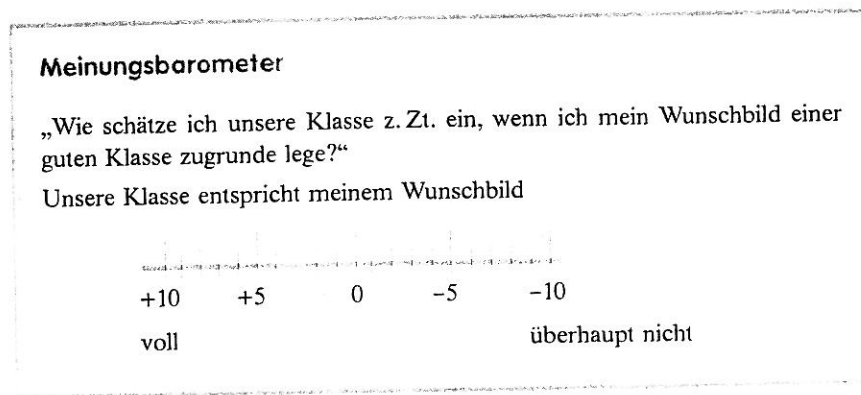 Meinungsbarometer
„Wie schätze ich unsere Klasse z. Zt. ein, wenn ich mein Wunschbild einer
guten Klasse zugrunde lege?“
Unsere Klasse entspricht meinem Wunschbild
+10 +5 0 −5 −10
voll überhaupt nicht